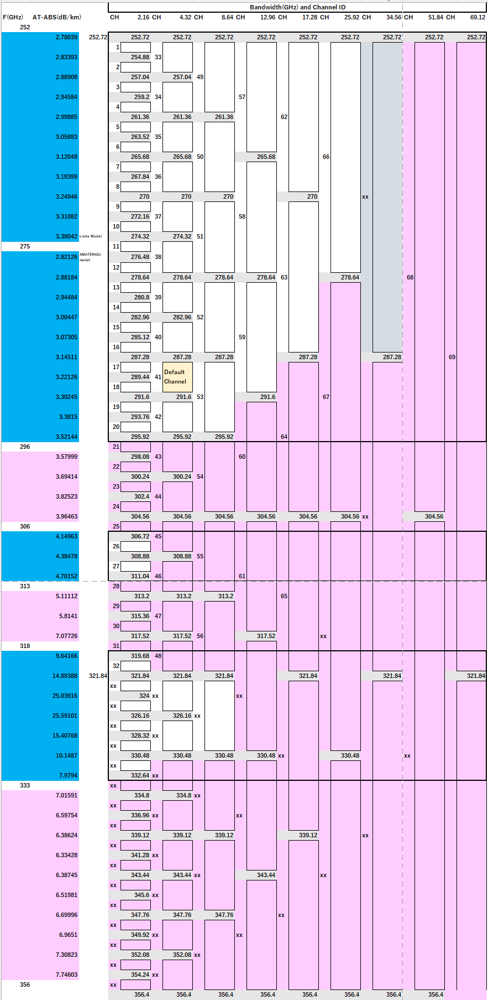 Bandwidth(GHz) and Channel ID
F(GHz) AT-ABS(dB/km) CH 2.16 CH 4.32 CH 8.64 CH 12.96 CH 17.28 CH 25.92 CH 34.56 CH 51.84 CH 69.12
252
2.78039 252.72 252.72 252.72 252.72 252.72 252.72 252.72 252.72 252.72 252.72
1
2.83393 254.88 33
2
2.88908 257.04 257.04 49
3
2.94584 259.2 34 57
4
2.99885 261.36 261.36 261.36 62
5
3.05883 263.52 35
6
3.12048 265.68 265.68 50 265.68 66
7
3.18399 267.84 36
8
3.24946 270 270 270 270 xx
9
3.31082 272.16 37 58
10
3.38042 Liebe Model 274.32 274.32 51
275 11
2.82126 AMATERASU model 276.48 38
12
2.88184 278.64 278.64 278.64 278.64 63 278.64 68
13
2.94484 280.8 39
14
3.00447 282.96 282.96 52
15
3.07305 285.12 40 59
16
3.14511 287.28 287.28 287.28 287.28 287.28 69
17
Default
3.22126 289.44 41 Channel
18
3.30245 291.6 291.6 53 291.6 67
19
3.3815 293.76 42
20
3.52144 295.92 295.92 295.92 64
296 21
3.57999 298.08 43 60
22
3.69414 300.24 300.24 54
23
3.82523 302.4 44
24
3.96463 304.56 304.56 304.56 304.56 304.56 304.56 xx 304.56
306 25
4.14963 306.72 45
26
4.38478 308.88 308.88 55
27
4.70152 311.04 46 61
313 28
5.11112 313.2 313.2 313.2 65
29
5.8141 315.36 47
30
7.07726 317.52 317.52 56 317.52 xx
318 31
9.64166 319.68 48
32
14.89388 321.84 321.84 321.84 321.84 321.84 321.84 321.84
xx
25.03916 324 xx xx
xx
25.59101 326.16 326.16 xx
xx
15.40768 328.32 xx
xx
10.1487 330.48 330.48 330.48 330.48 xx 330.48 xx
xx
7.9794 332.64 xx
333 xx
7.01591 334.8 334.8 xx
xx
6.59754 336.96 xx xx
xx
6.38624 339.12 339.12 339.12 339.12 xx
xx
6.33428 341.28 xx
xx
6.38745 343.44 343.44 xx 343.44 xx
xx
6.51981 345.6 xx
xx
6.69996 347.76 347.76 347.76 xx
xx
6.9651 349.92 xx xx
xx
7.30823 352.08 352.08 xx
xx
7.74603 354.24 xx
356 xx
356.4 356.4 356.4 356.4 356.4 356.4 356.4 356.4